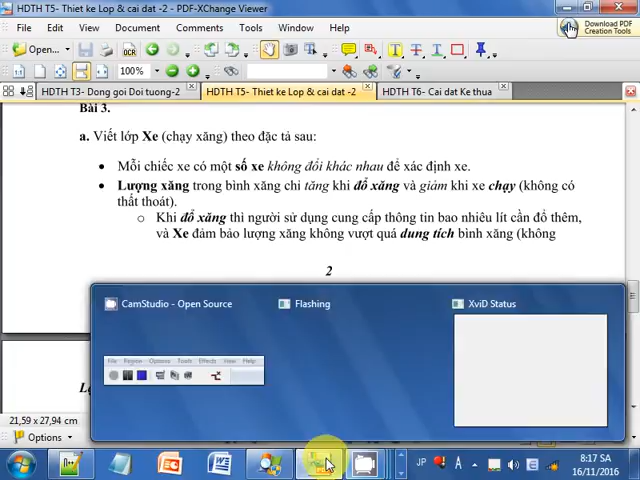 HDTH T5- Thiet ke Lop & cai dat -2 - PDF-XChange Viewer
File Edit View Document Comments Tools Window Help
Download PDF
Creation Tools
Open...
OCR
100%
HDTH T3- Dong goi Doi tuong-2
HDTH T5- Thiet ke Lop & cai dat -2
HDTH T6- Cai dat Ke thua
Bài 3.
a. Viết lớp Xe (chạy xăng) theo đặc tả sau:
• Mỗi chiếc xe có một số xe không đổi khác nhau để xác định xe.
• Lượng xăng trong bình xăng chỉ tăng khi đổ xăng và giảm khi xe chạy (không có
thất thoát).
o Khi đổ xăng thì người sử dụng cung cấp thông tin bao nhiêu lít cần đổ thêm,
và Xe đảm bảo lượng xăng không vượt quá dung tích bình xăng (không
2
CamStudio - Open Source
Flashing
XviD Status
File Region Options Tools Effects View Help
21,59 x 27,94 cm
Options
JP
8:17 SA
16/11/2016